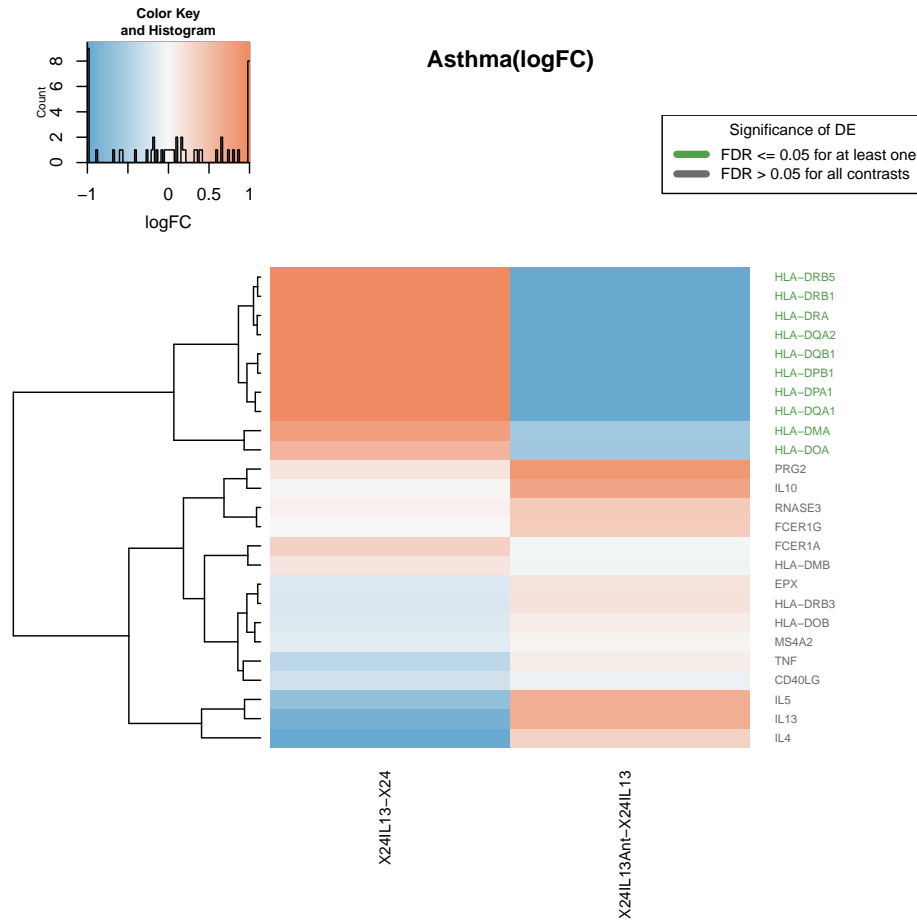 Color Key
and Histogram
Count
0 2 4 6 8
−1 0 0.5 1
logFC
Asthma(logFC)
Significance of DE
FDR <= 0.05 for at least one
FDR > 0.05 for all contrasts
HLA−DRB5
HLA−DRB1
HLA−DRA
HLA−DQA2
HLA−DQB1
HLA−DPB1
HLA−DPA1
HLA−DQA1
HLA−DMA
HLA−DOA
PRG2
IL10
RNASE3
FCER1G
FCER1A
HLA−DMB
EPX
HLA−DRB3
HLA−DOB
MS4A2
TNF
CD40LG
IL5
IL13
IL4
X24IL13−X24
X24IL13Ant−X24IL13